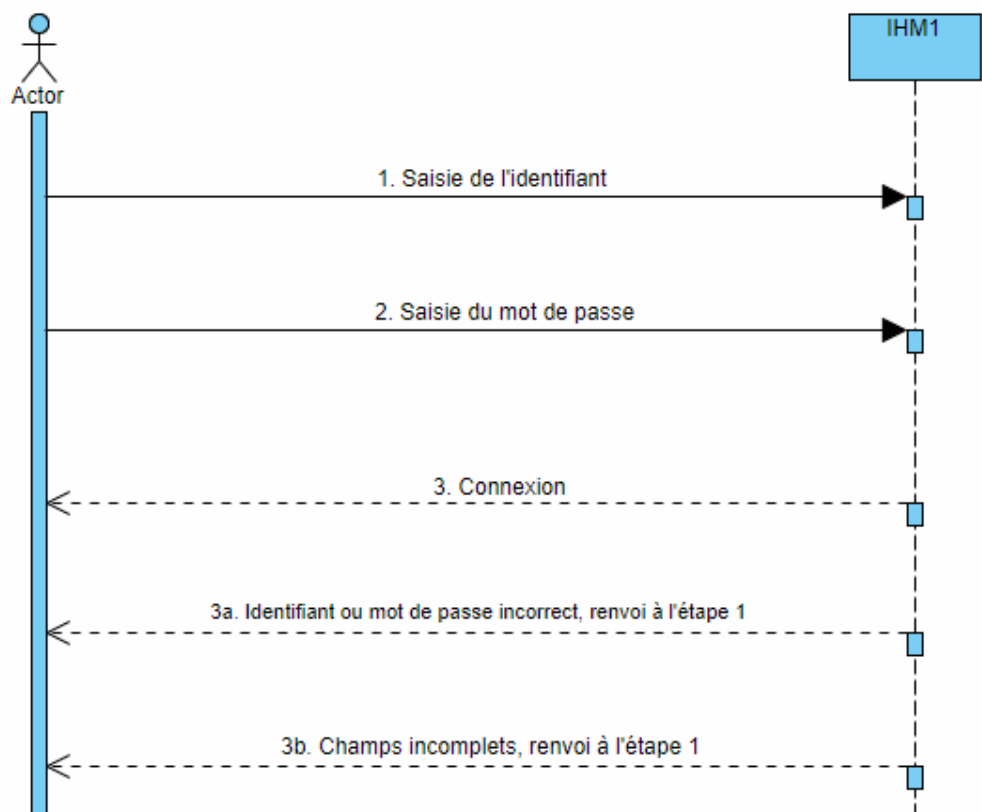 IHM1
Actor
1. Saisie de l'identifiant
2. Saisie du mot de passe
3. Connexion
3a. Identifiant ou mot de passe incorrect, renvoi à l'étape 1
3b. Champs incomplets, renvoi à l'étape 1